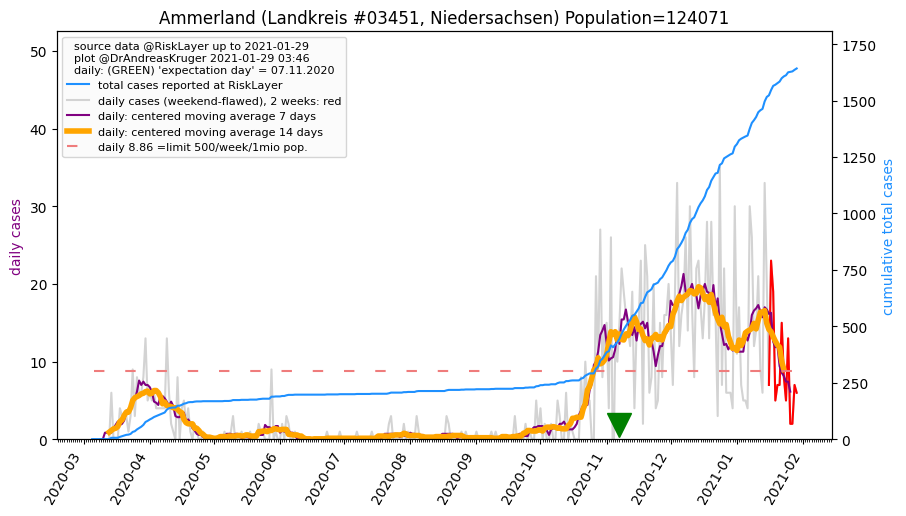 Ammerland (Landkreis #03451, Niedersachsen) Population=124071
source data @RiskLayer up to 2021-01-29
plot @DrAndreasKruger 2021-01-29 03:46
daily: (GREEN) 'expectation day' = 07.11.2020
total cases reported at RiskLayer
daily cases (weekend-flawed), 2 weeks: red
daily: centered moving average 7 days
daily: centered moving average 14 days
daily 8.86 =limit 500/week/1mio pop.
daily cases
50
40
30
20
10
0
cumulative total cases
1750
1500
1250
1000
750
500
250
0
2020-03
2020-04
2020-05
2020-06
2020-07
2020-08
2020-09
2020-10
2020-11
2020-12
2021-01
2021-02